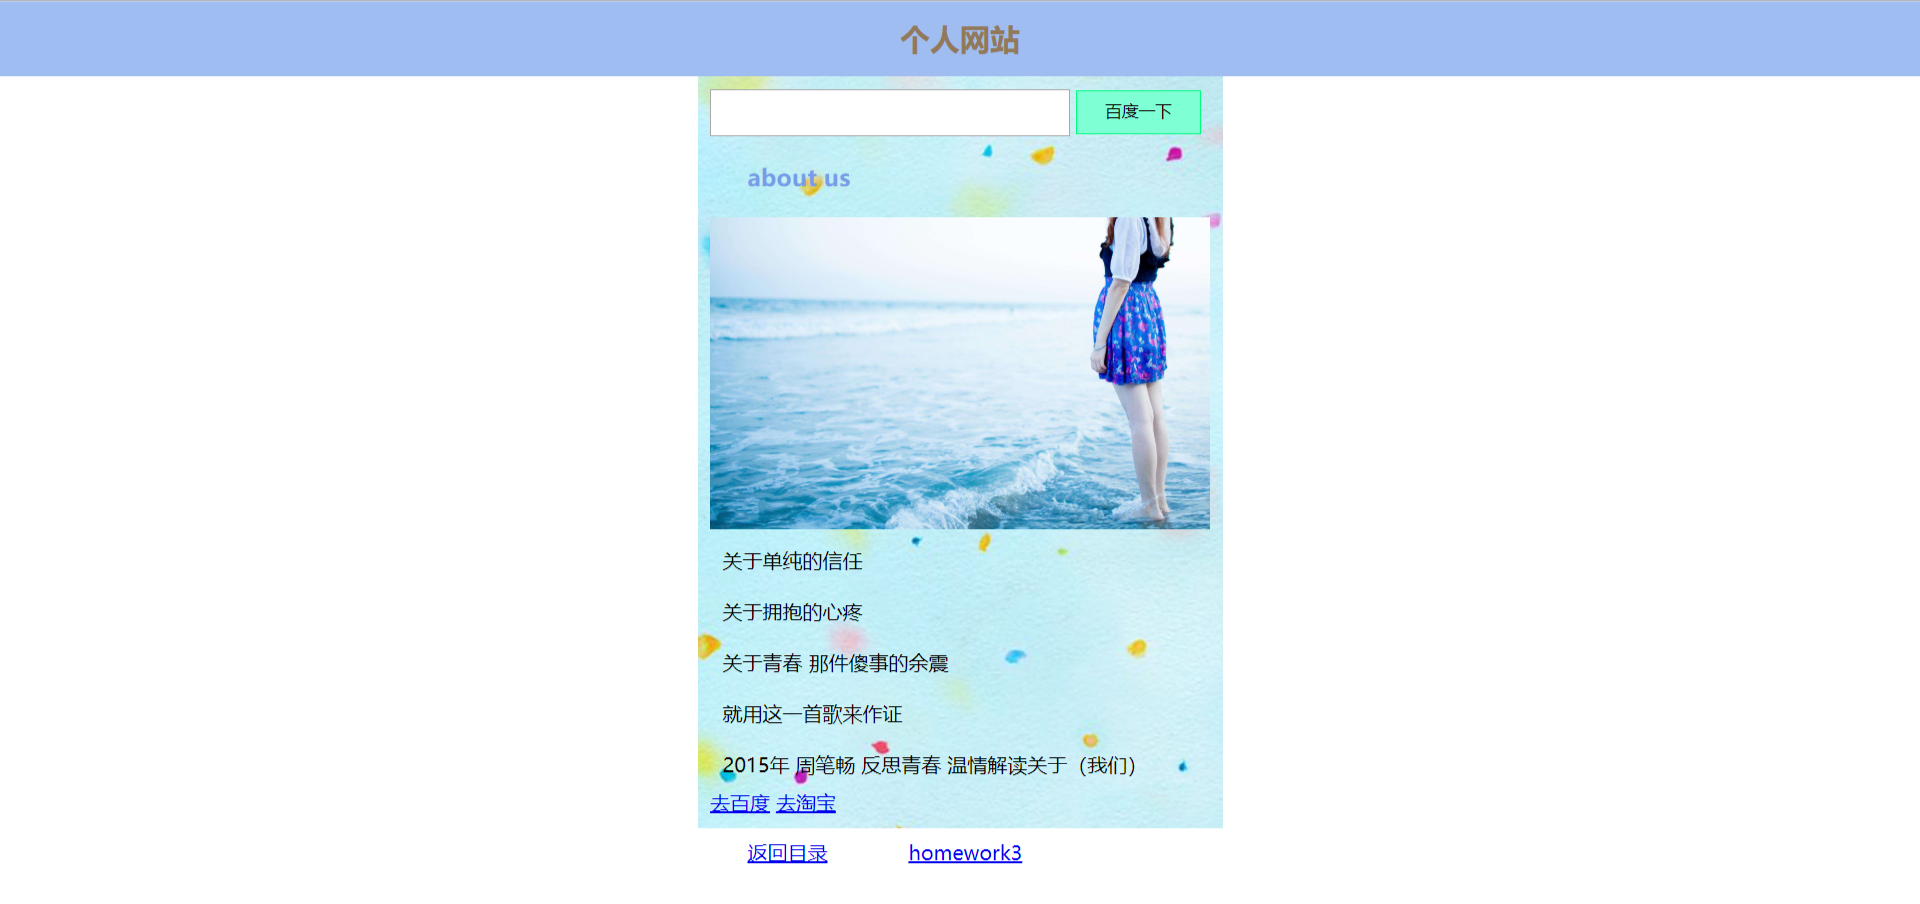 个人网站
百度一下
about us
关于单纯的信任
关于拥抱的心疼
关于青春 那件傻事的余震
就用这一首歌来作证
2015年 周笔畅 反思青春 温情解读关于（我们）
去百度 去淘宝
返回目录 homework3